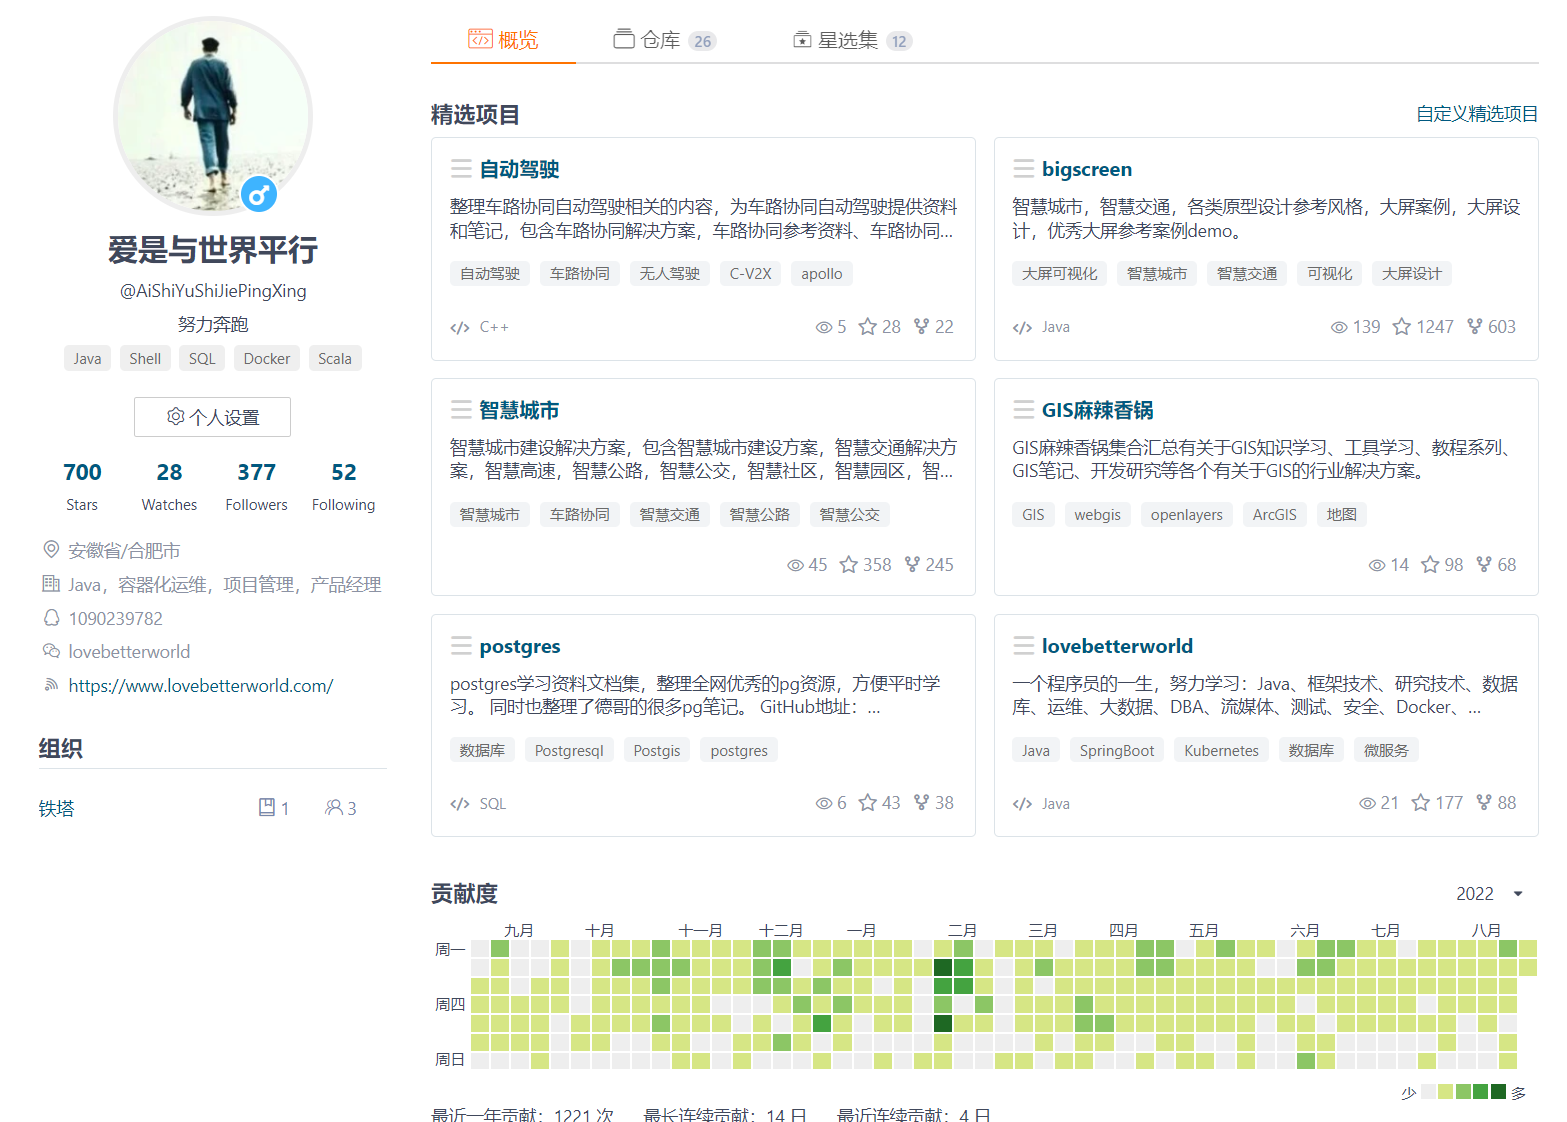 概览 仓库 26 星选集 12
爱是与世界平行
@AiShiYuShiJiePingXing
努力奔跑
Java Shell SQL Docker Scala
个人设置
700 28 377 52
Stars Watches Followers Following
安徽省/合肥市
Java，容器化运维，项目管理，产品经理
1090239782
lovebetterworld
https://www.lovebetterworld.com/
组织
铁塔 1 3
精选项目 自定义精选项目
自动驾驶
整理车路协同自动驾驶相关的内容，为车路协同自动驾驶提供资料
和笔记，包含车路协同解决方案，车路协同参考资料、车路协同...
自动驾驶 车路协同 无人驾驶 C-V2X apollo
C++ 5 28 22
bigscreen
智慧城市，智慧交通，各类原型设计参考风格，大屏案例，大屏设
计，优秀大屏参考案例demo。
大屏可视化 智慧城市 智慧交通 可视化 大屏设计
Java 139 1247 603
智慧城市
智慧城市建设解决方案，包含智慧城市建设方案，智慧交通解决方
案，智慧高速，智慧公路，智慧公交，智慧社区，智慧园区，智...
智慧城市 车路协同 智慧交通 智慧公路 智慧公交
45 358 245
GIS麻辣香锅
GIS麻辣香锅集合汇总有关于GIS知识学习、工具学习、教程系列、
GIS笔记、开发研究等各个有关于GIS的行业解决方案。
GIS webgis openlayers ArcGIS 地图
14 98 68
postgres
postgres学习资料文档集，整理全网优秀的pg资源，方便平时学
习。 同时也整理了德哥的很多pg笔记。 GitHub地址：...
数据库 Postgresql Postgis postgres
SQL 6 43 38
lovebetterworld
一个程序员的一生，努力学习：Java、框架技术、研究技术、数据
库、运维、大数据、DBA、流媒体、测试、安全、Docker、...
Java SpringBoot Kubernetes 数据库 微服务
Java 21 177 88
贡献度 2022
九月 十月 十一月 十二月 一月 二月 三月 四月 五月 六月 七月 八月
周一
周四
周日
少 多
最近一年贡献：1221 次 最长连续贡献：14 日 最近连续贡献：4 日